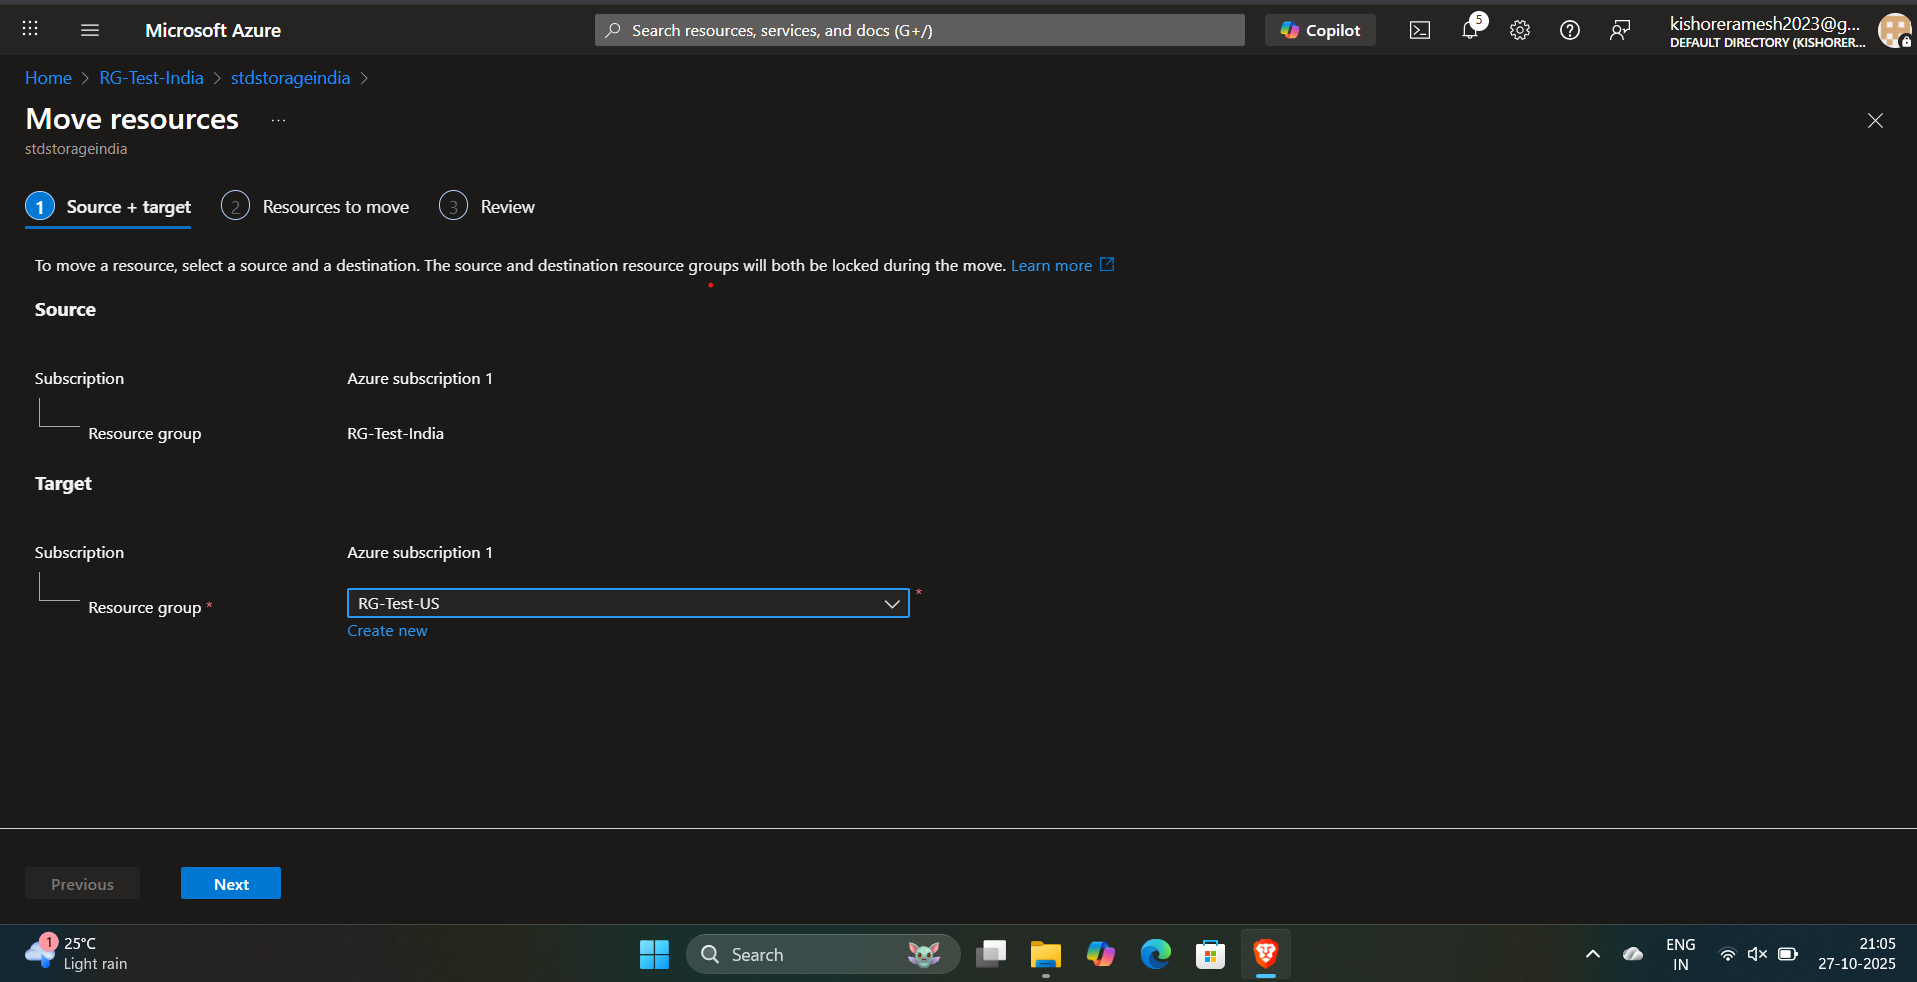 Microsoft Azure
Search resources, services, and docs (G+/)
Copilot
5
kishoreramesh2023@g...
DEFAULT DIRECTORY (KISHORER...
Home > RG-Test-India > stdstorageindia >
Move resources ...
stdstorageindia
1 Source + target
2 Resources to move
3 Review
To move a resource, select a source and a destination. The source and destination resource groups will both be locked during the move. Learn more
Source
Subscription
Azure subscription 1
Resource group
RG-Test-India
Target
Subscription
Azure subscription 1
Resource group *
RG-Test-US
*
Create new
Previous
Next
1
25°C
Light rain
Search
ENG
IN
21:05
27-10-2025